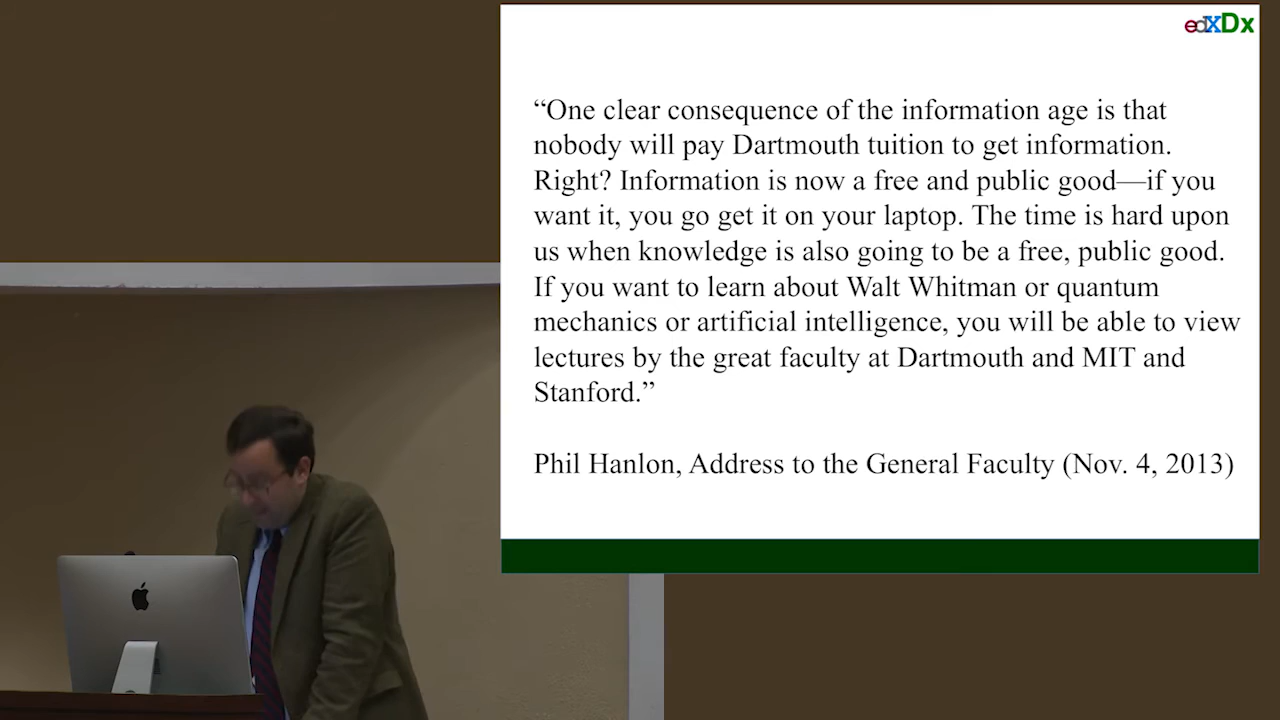 edXDx
“One clear consequence of the information age is that
nobody will pay Dartmouth tuition to get information.
Right? Information is now a free and public good—if you
want it, you go get it on your laptop. The time is hard upon
us when knowledge is also going to be a free, public good.
If you want to learn about Walt Whitman or quantum
mechanics or artificial intelligence, you will be able to view
lectures by the great faculty at Dartmouth and MIT and
Stanford.”
Phil Hanlon, Address to the General Faculty (Nov. 4, 2013)